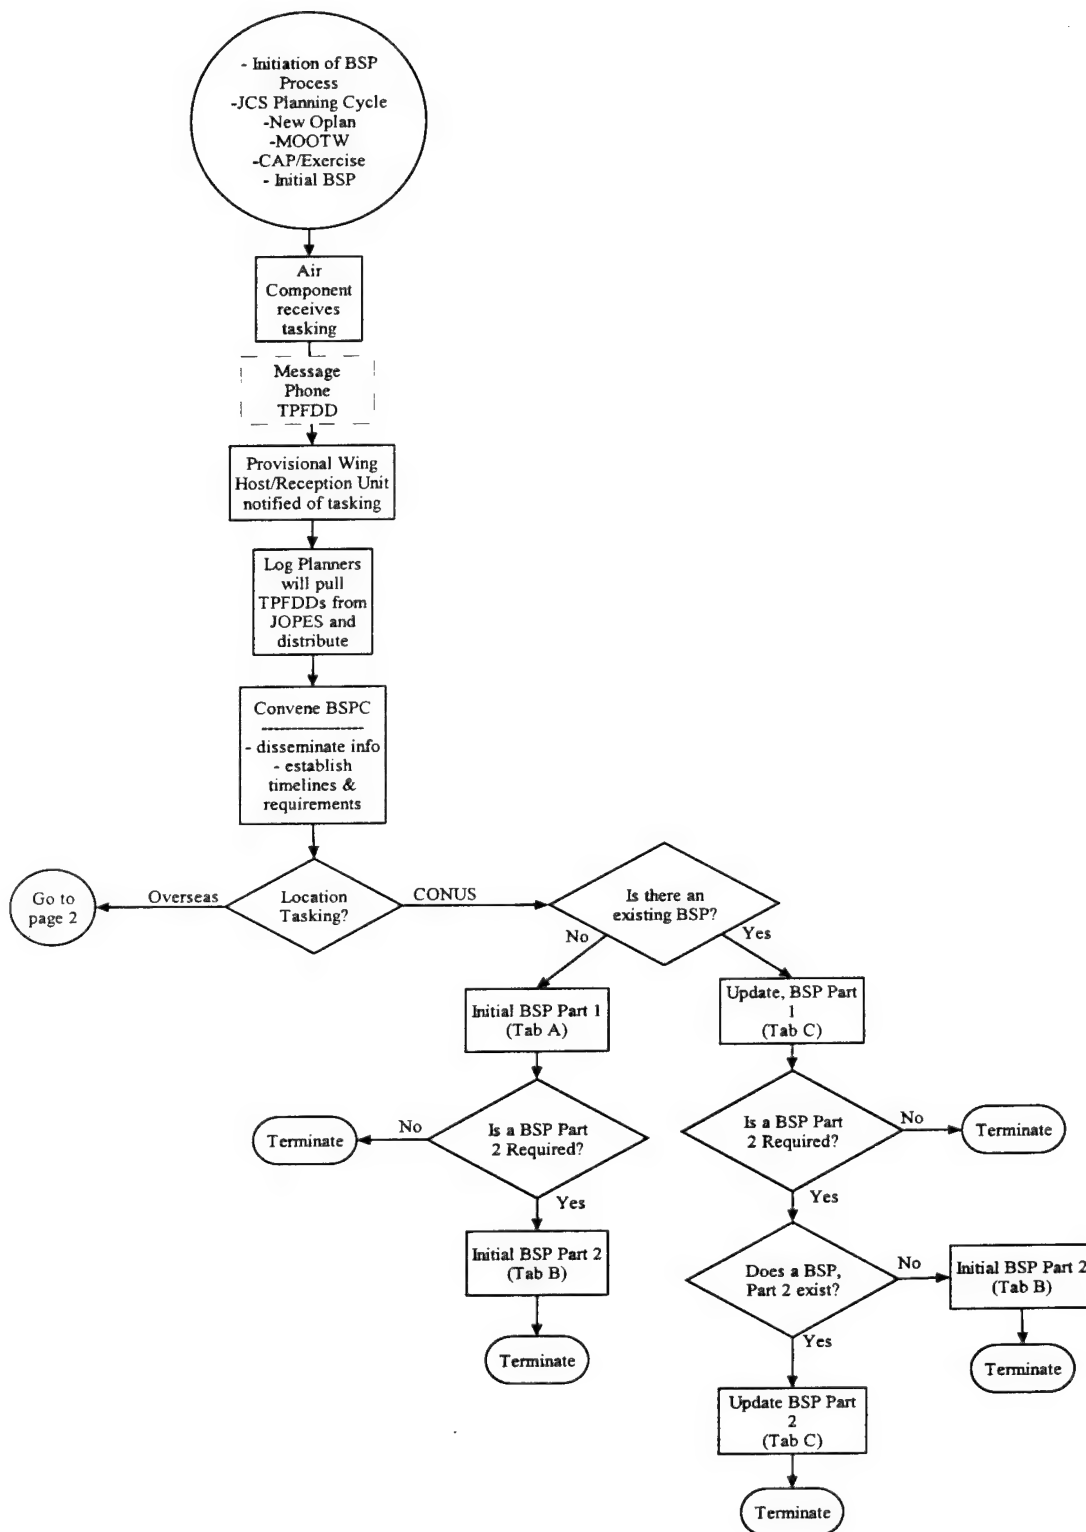 - Initiation of BSP
Process
-JCS Planning Cycle
-New Oplan
-MOOTW
-CAP/Exercise
- Initial BSP
Air
Component
receives
tasking
Message
Phone
TPFDD
Provisional Wing
Host/Reception Unit
notified of tasking
Log Planners
will pull
TPFDDs from
JOPES and
distribute
Convene BSPC
--------------------
- disseminate info
- establish
timelines &
requirements
Go to
page 2
Overseas
Location
Tasking?
CONUS
Is there an
existing BSP?
No
Yes
Initial BSP Part 1
(Tab A)
Update, BSP Part
1
(Tab C)
Terminate
No
Is a BSP Part
2 Required?
Yes
Is a BSP Part
2 Required?
No
Terminate
Yes
Initial BSP Part 2
(Tab B)
Terminate
Does a BSP,
Part 2 exist?
No
Initial BSP Part 2
(Tab B)
Terminate
Yes
Update BSP Part
2
(Tab C)
Terminate